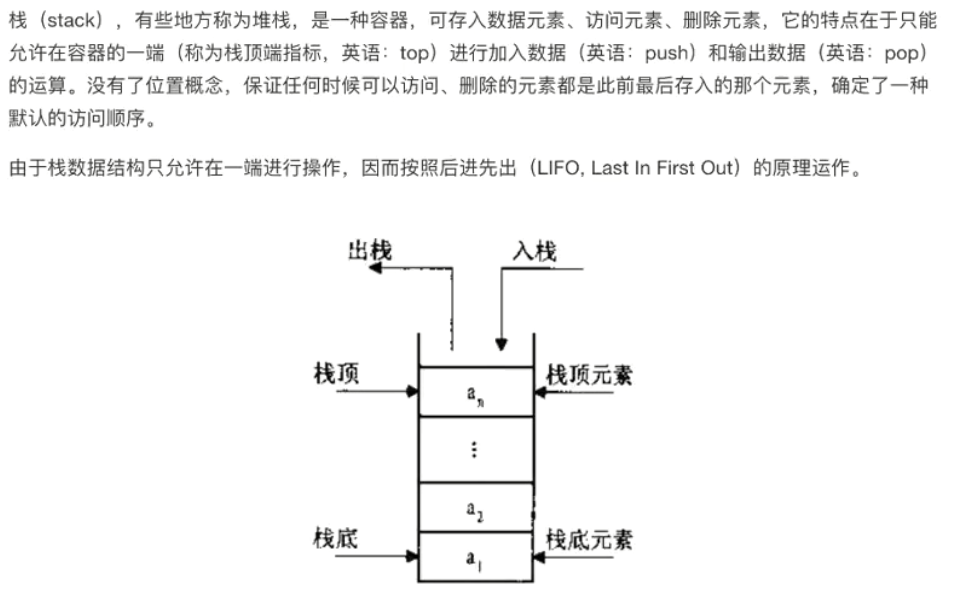 栈（stack），有些地方称为堆栈，是一种容器，可存入数据元素、访问元素、删除元素，它的特点在于只能
允许在容器的一端（称为栈顶端指标，英语：top）进行加入数据（英语：push）和输出数据（英语：pop）
的运算。没有了位置概念，保证任何时候可以访问、删除的元素都是此前最后存入的那个元素，确定了一种
默认的访问顺序。
由于栈数据结构只允许在一端进行操作，因而按照后进先出（LIFO, Last In First Out）的原理运作。
出栈 入栈
栈顶 栈顶元素
aₙ
⋮
a₂
栈底 栈底元素
a₁